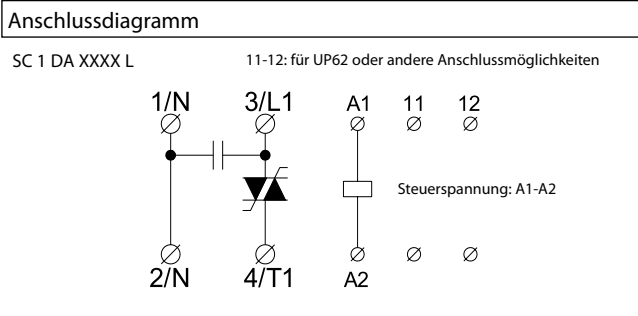 Anschlussdiagramm
SC 1 DA XXXX L
11-12: für UP62 oder andere Anschlussmöglichkeiten
1/N 3/L1 A1 11 12
Steuerspannung: A1-A2
2/N 4/T1 A2